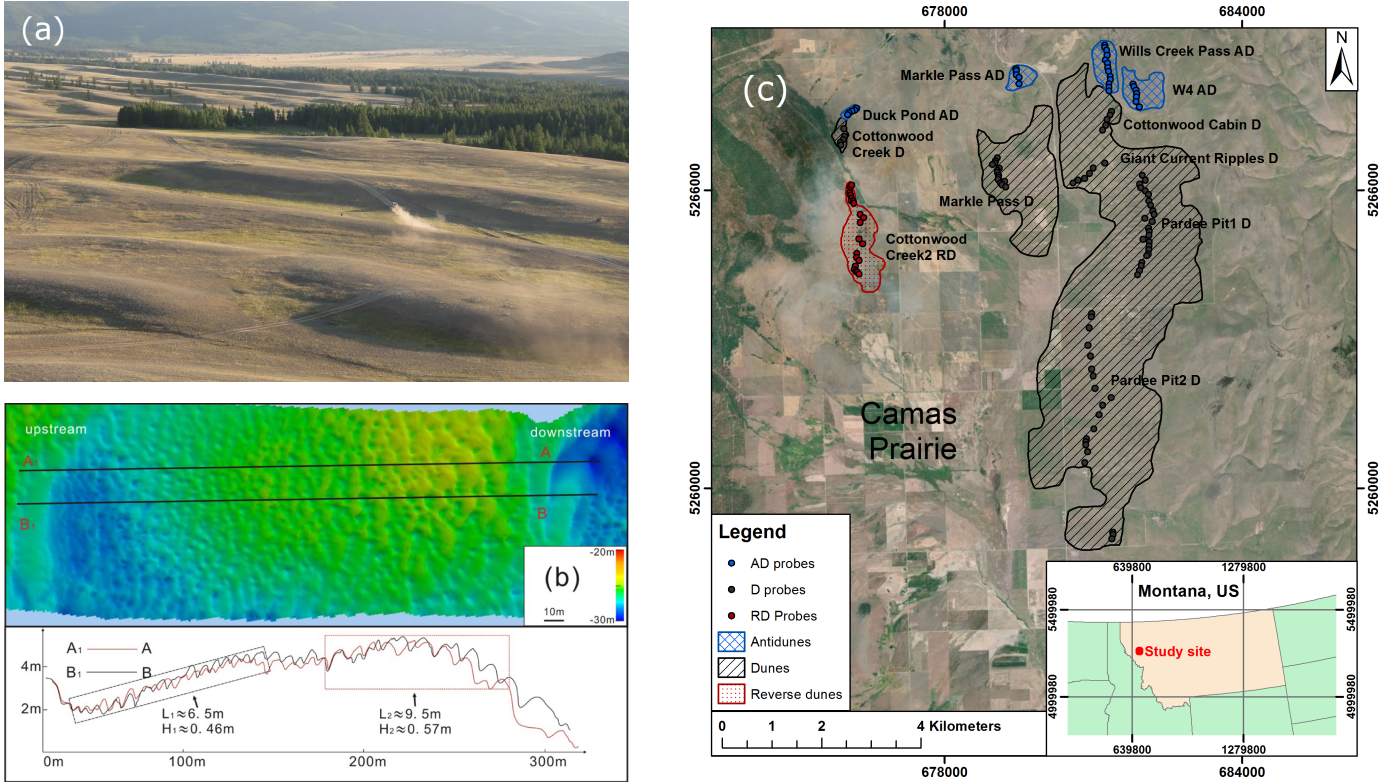 (a)
upstream
downstream
A₁
A
B₁
B
-20m
(b)
10m
-30m
A₁ A
B₁ B
4m
2m
L₁≈6. 5m
H₁≈0. 46m
L₂≈9. 5m
H₂≈0. 57m
0m 100m 200m 300m
678000 684000
(c)
N
Wills Creek Pass AD
Markle Pass AD
W4 AD
Duck Pond AD
Cottonwood Cabin D
Cottonwood
Creek D
Giant Current Ripples D
5266000 5266000
Markle Pass D
Pardee Pit1 D
Cottonwood
Creek2 RD
Pardee Pit2 D
Camas
Prairie
5260000 5260000
Legend
AD probes
D probes
RD Probes
Antidunes
Dunes
Reverse dunes
0 1 2 4 Kilometers
639800 1279800
Montana, US
5499980 5499980
Study site
4999980 4999980
639800 1279800
678000 684000